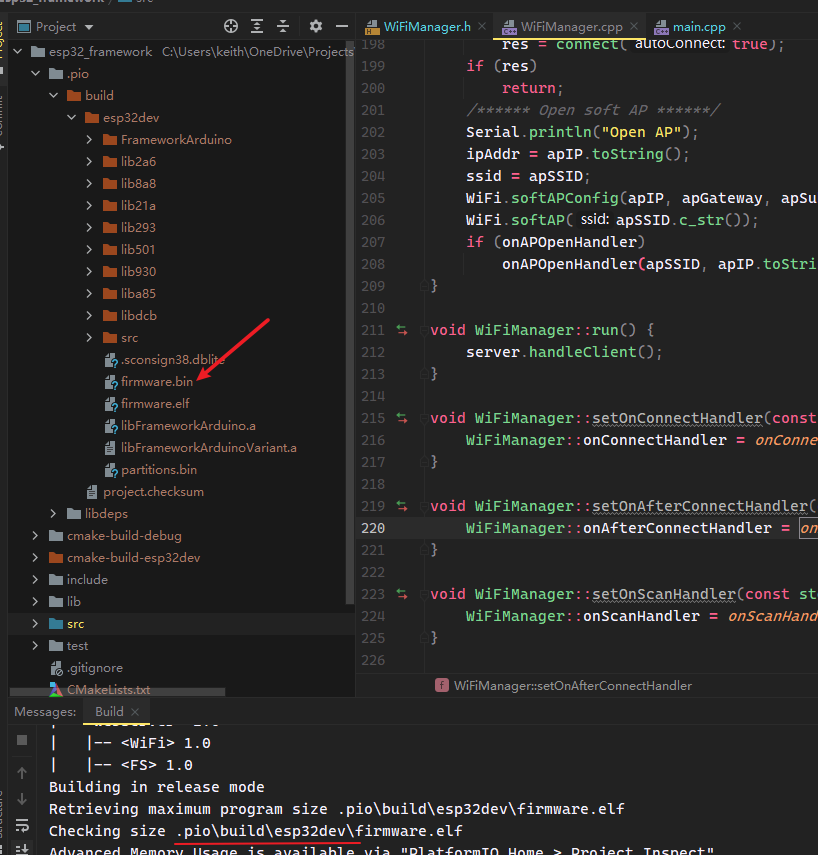 src
Project
esp32_framework C:\Users\keith\OneDrive\Projects
.pio
build
esp32dev
FrameworkArduino
lib2a6
lib8a8
lib21a
lib293
lib501
lib930
liba85
libdcb
src
.sconsign38.dblite
firmware.bin
firmware.elf
libFrameworkArduino.a
libFrameworkArduinoVariant.a
partitions.bin
project.checksum
libdeps
cmake-build-debug
cmake-build-esp32dev
include
lib
src
test
.gitignore
CMakeLists.txt
WiFiManager.h WiFiManager.cpp main.cpp
198 res = connect( autoConnect: true);
199 if (res)
200 return;
201 /****** Open soft AP ******/
202 Serial.println("Open AP");
203 ipAddr = apIP.toString();
204 ssid = apSSID;
205 WiFi.softAPConfig(apIP, apGateway, apSu
206 WiFi.softAP( ssid: apSSID.c_str());
207 if (onAPOpenHandler)
208 onAPOpenHandler(apSSID, apIP.toStri
209 }
210
211 void WiFiManager::run() {
212 server.handleClient();
213 }
214
215 void WiFiManager::setOnConnectHandler(const
216 WiFiManager::onConnectHandler = onConne
217 }
218
219 void WiFiManager::setOnAfterConnectHandler(
220 WiFiManager::onAfterConnectHandler = on
221 }
222
223 void WiFiManager::setOnScanHandler(const st
224 WiFiManager::onScanHandler = onScanHand
225 }
226
f WiFiManager::setOnAfterConnectHandler
Messages: Build
| |-- <WiFi> 1.0
| |-- <FS> 1.0
Building in release mode
Retrieving maximum program size .pio\build\esp32dev\firmware.elf
Checking size .pio\build\esp32dev\firmware.elf
Advanced Memory Usage is available via "PlatformIO Home > Project Inspect"